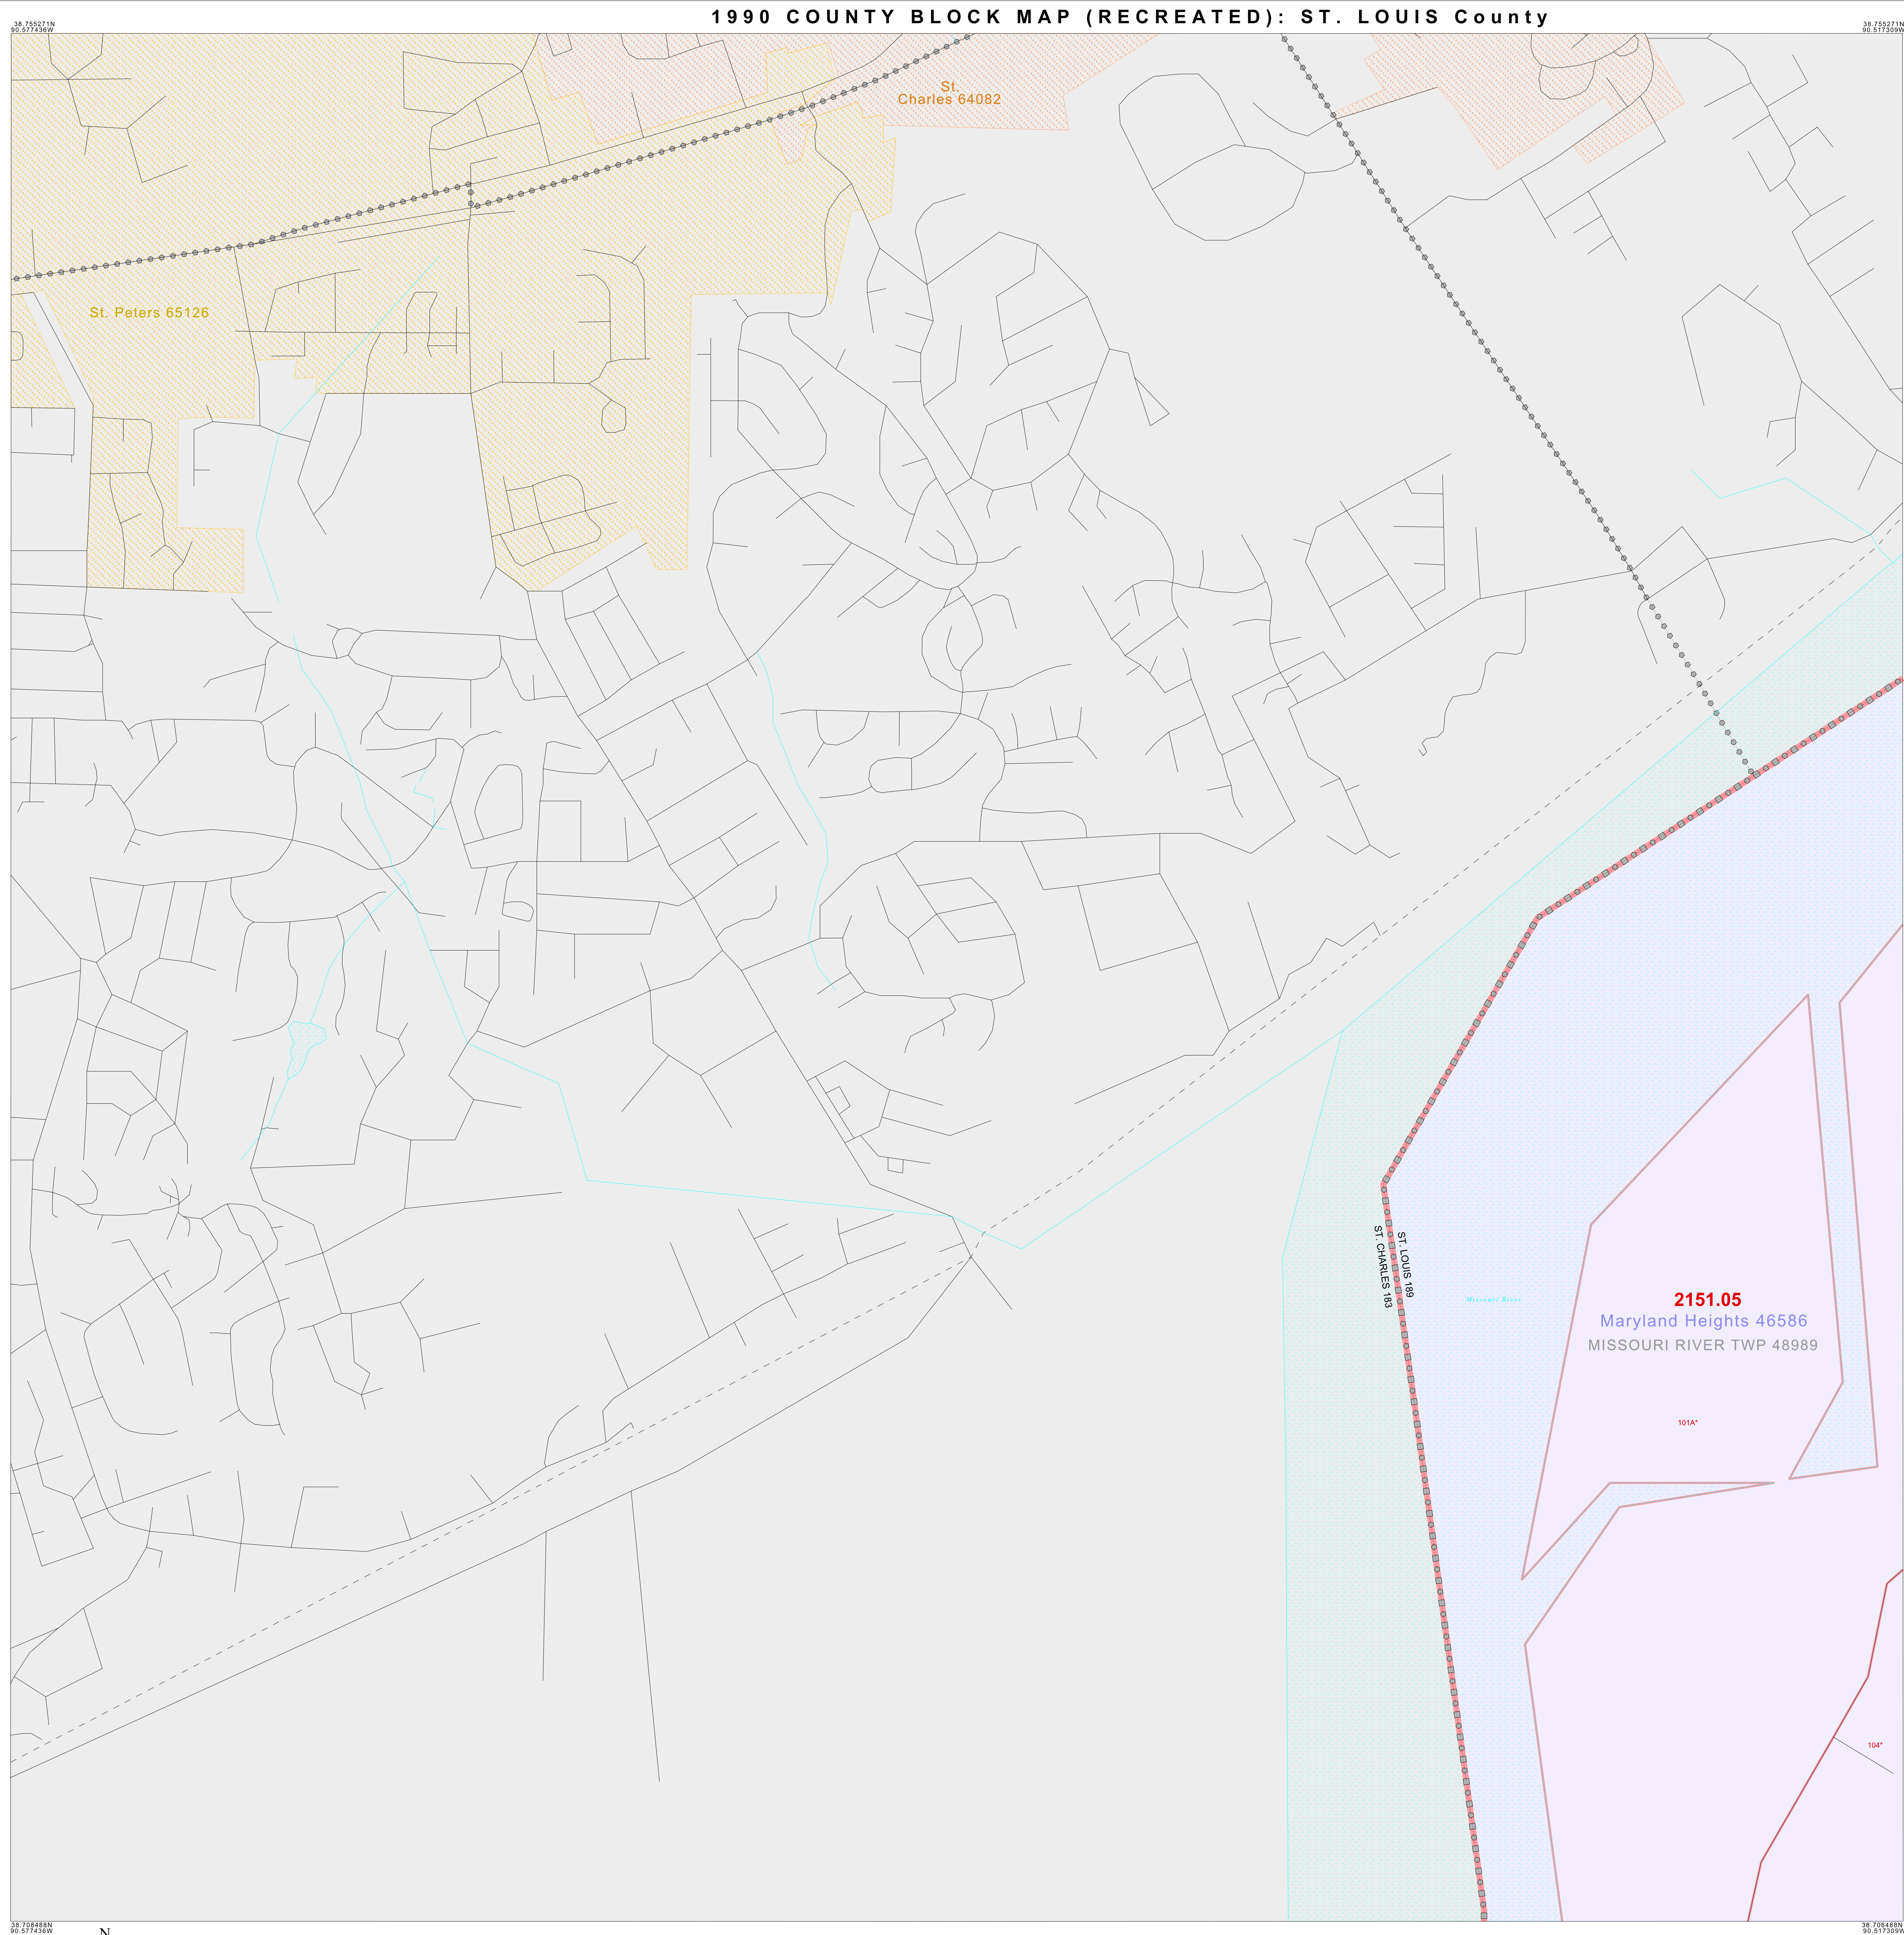 1990 COUNTY BLOCK MAP (RECREATED): ST. LOUIS County
38.755271N
90.577436W
38.755271N
90.517309W
St.
Charles 64082
St. Peters 65126
ST. LOUIS 189
ST. CHARLES 183
Missouri River
2151.05
Maryland Heights 46586
MISSOURI RIVER TWP 48989
101A*
104*
38.708488N
90.577436W
N
38.708488N
90.517309W